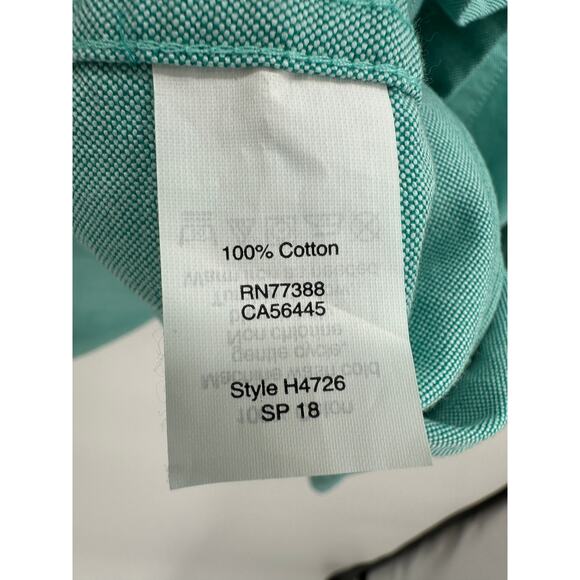 100% Cotton
RN77388
CA56445
Style H4726
SP 18